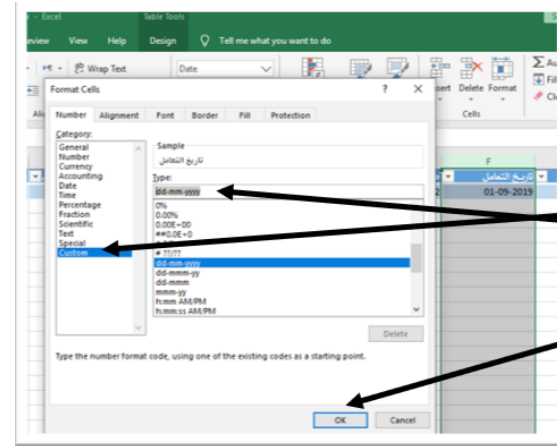 - Excel
Table Tools
eview View Help Design Tell me what you want to do
Wrap Text
Date
Insert Delete Format
Cells
Format Cells ? ×
Number Alignment Font Border Fill Protection
Category:
General
Number
Currency
Accounting
Date
Time
Percentage
Fraction
Scientific
Text
Special
Custom
Sample
تاريخ التعامل
Type:
dd-mm-yyyy
0%
0.00%
0.00E+00
##0.0E+0
# ??/??
dd-mm-yyyy
dd-mmm-yy
dd-mmm
mmm-yy
h:mm AM/PM
h:mm:ss AM/PM
Delete
Type the number format code, using one of the existing codes as a starting point.
OK Cancel
F
تاريخ التعامل
2 01-09-2019